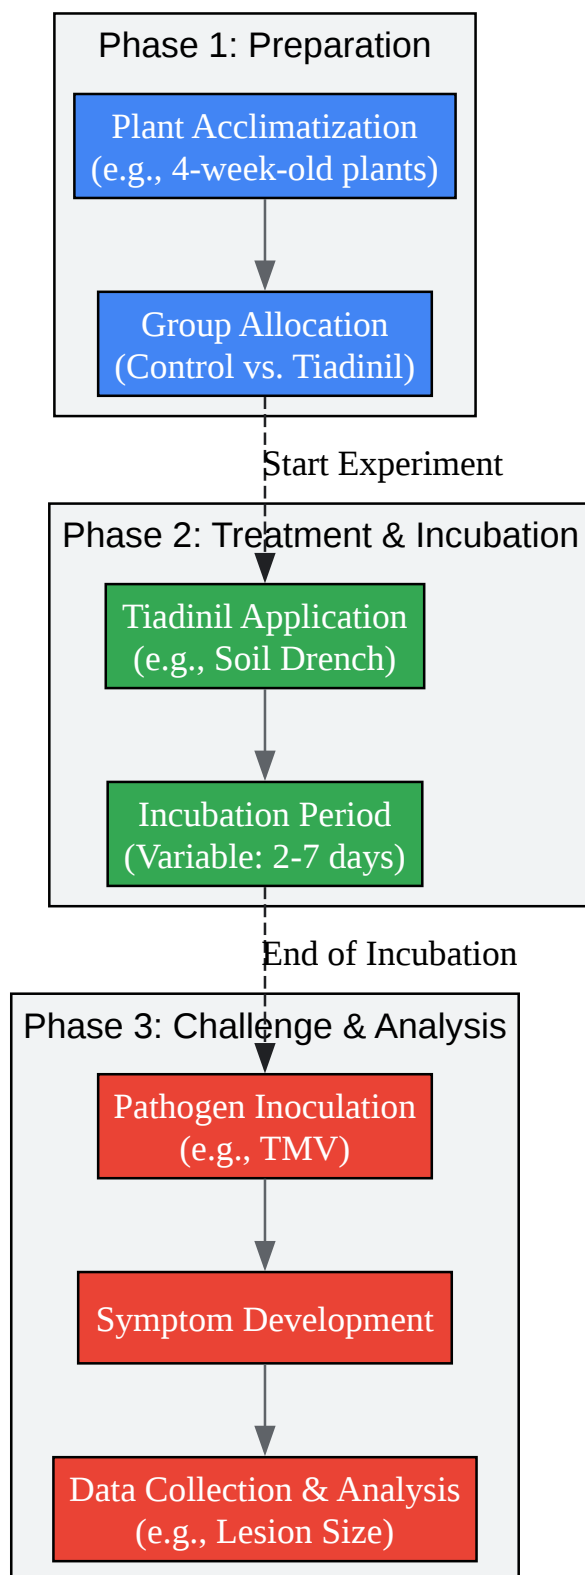 Phase 1: Preparation
Plant Acclimatization
(e.g., 4-week-old plants)
Group Allocation
(Control vs. Tiadinil)
Start Experiment
Phase 2: Treatment & Incubation
Tiadinil Application
(e.g., Soil Drench)
Incubation Period
(Variable: 2-7 days)
End of Incubation
Phase 3: Challenge & Analysis
Pathogen Inoculation
(e.g., TMV)
Symptom Development
Data Collection & Analysis
(e.g., Lesion Size)